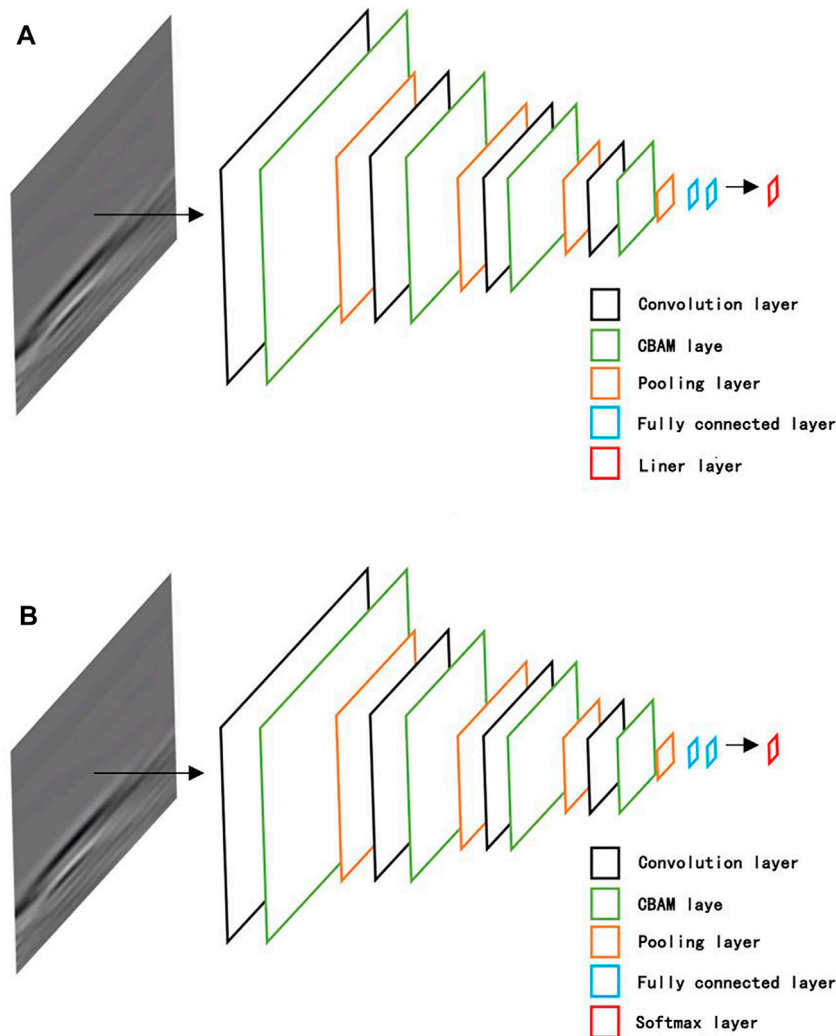 A
Convolution layer
CBAM laye
Pooling layer
Fully connected layer
Liner layer
B
Convolution layer
CBAM laye
Pooling layer
Fully connected layer
Softmax layer